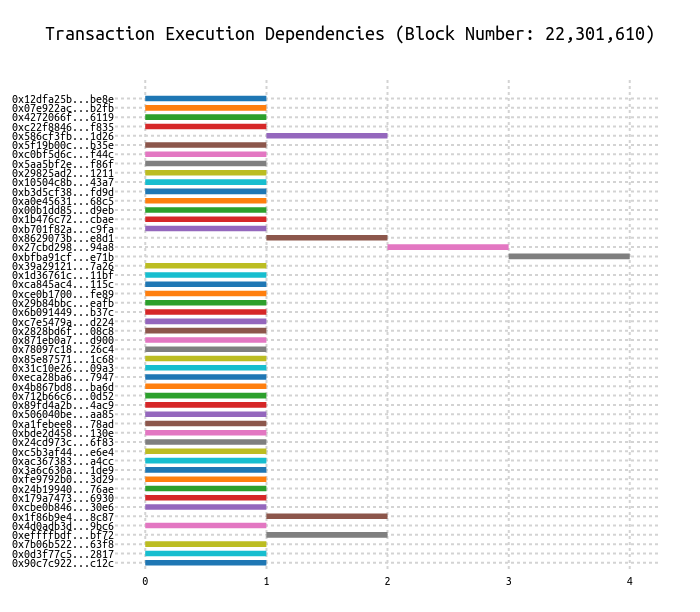 Transaction Execution Dependencies (Block Number: 22,301,610)
0x12dfa25b...be8e
0x07e922ac...b2fb
0x4272066f...6119
0xc22f8846...f835
0x586cf3fb...1d26
0x5f19b00c...b35e
0xc0bf5d6c...f44c
0x5aa5bf2e...f86f
0x29825ad2...1211
0x10504c8b...43a7
0xb3d5cf38...fd9d
0xa0e45631...68c5
0x00b1dd85...d9eb
0x1b476c72...cbae
0xb701f82a...c9fa
0x8629073b...e8d1
0x27cbd298...94a8
0xbfba91cf...e71b
0x39a29121...7a26
0x1d36761c...11bf
0xca845ac4...115c
0xce0b1700...fe89
0x29b84bbc...eafb
0x6b091449...b37c
0xc7e5479a...d224
0x2828bd6f...08c8
0x871eb0a7...d900
0x78097c18...26c4
0x85e87571...1c68
0x31c10e26...09a3
0xeca28ba6...7947
0x4b867bd8...ba6d
0x712b66c6...0d52
0x89fd4a2b...4ac9
0x506040be...aa85
0xa1febee8...78ad
0xbde2d458...130e
0x24cd973c...6f83
0xc5b3af44...e6e4
0xac367383...a4cc
0x3a6c630a...1de9
0xfe9792b0...3d29
0x24b19940...76ae
0x179a7473...6930
0xcbe0b846...30e6
0x1f86b9e4...8c87
0x4d0adb3d...9bc6
0xeffffbdf...bf72
0x7b06b522...63f8
0x0d3f77c5...2817
0x90c7c922...c12c
0 1 2 3 4